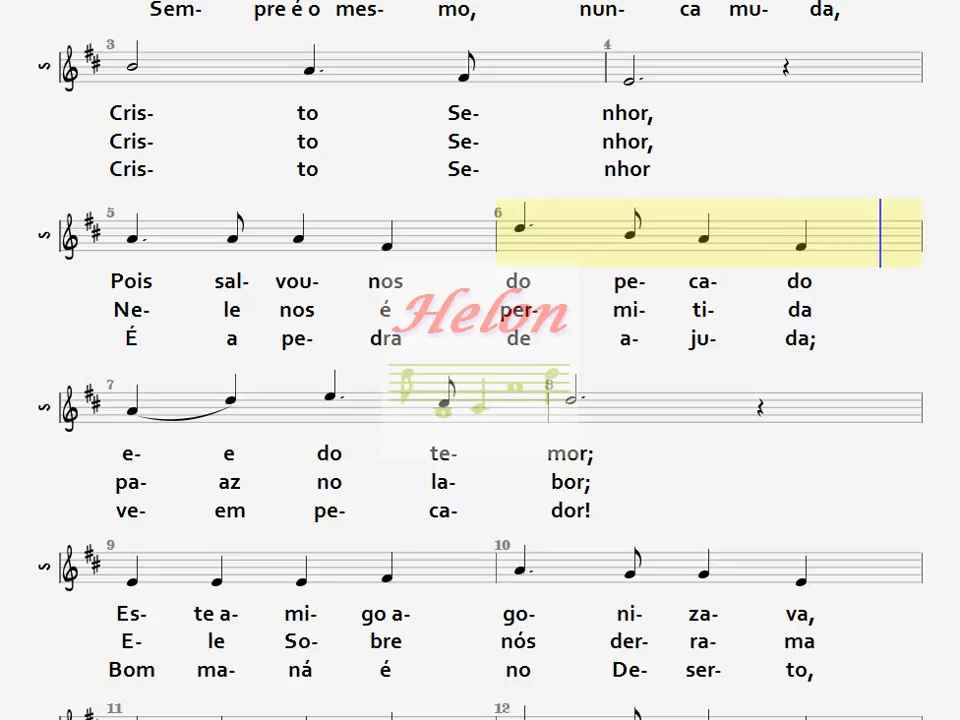 Sem- pre é o mes- mo, nun- ca mu- da,
3 4
S
Cris- to Se- nhor,
Cris- to Se- nhor,
Cris- to Se- nhor
5 6
S
Pois sal- vou- nos do pe- ca- do
Ne- le nos é per- mi- ti- da
É a pe- dra de a- ju- da;
Helon
7 8
S
e- e do te- mor;
pa- az no la- bor;
ve- em pe- ca- dor!
9 10
S
Es- te a- mi- go a- go- ni- za- va,
E- le So- bre nós der- ra- ma
Bom ma- ná é no De- ser- to,
11 12